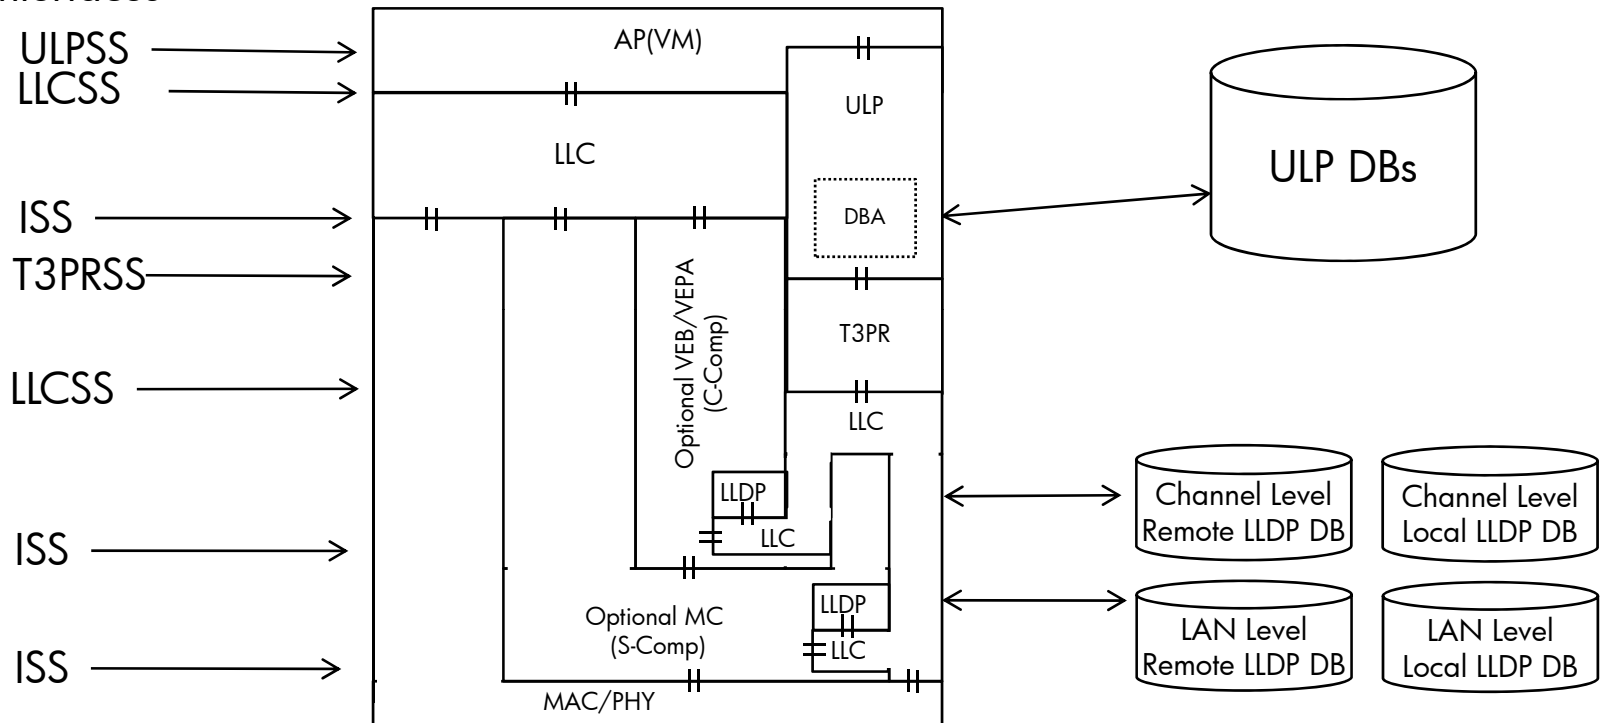 ULPSS
LLCSS
ISS
T3PRSS
LLCSS
ISS
ISS
AP(VM)
LLC
ULP
DBA
T3PR
LLC
Optional VEB/VEPA
(C-Comp)
LLDP
LLC
Optional MC
(S-Comp)
LLDP
LLC
MAC/PHY
ULP DBs
Channel Level
Remote LLDP DB
Channel Level
Local LLDP DB
LAN Level
Remote LLDP DB
LAN Level
Local LLDP DB